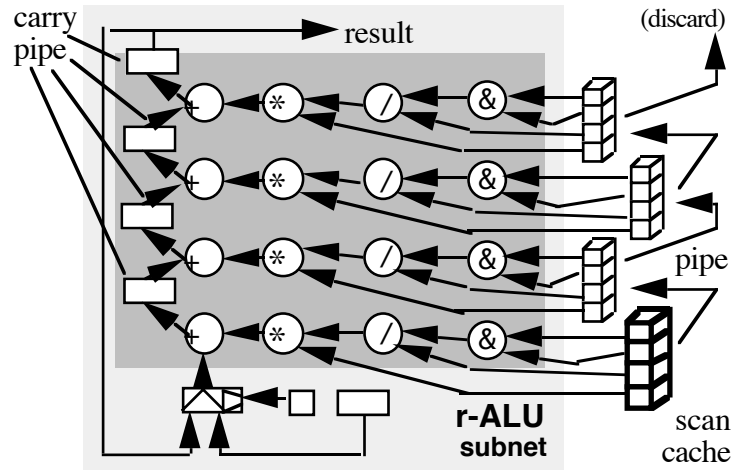 carry
pipe
result
(discard)
+ * / &
+ * / &
+ * / &
+ * / &
pipe
r-ALU
subnet
scan
cache